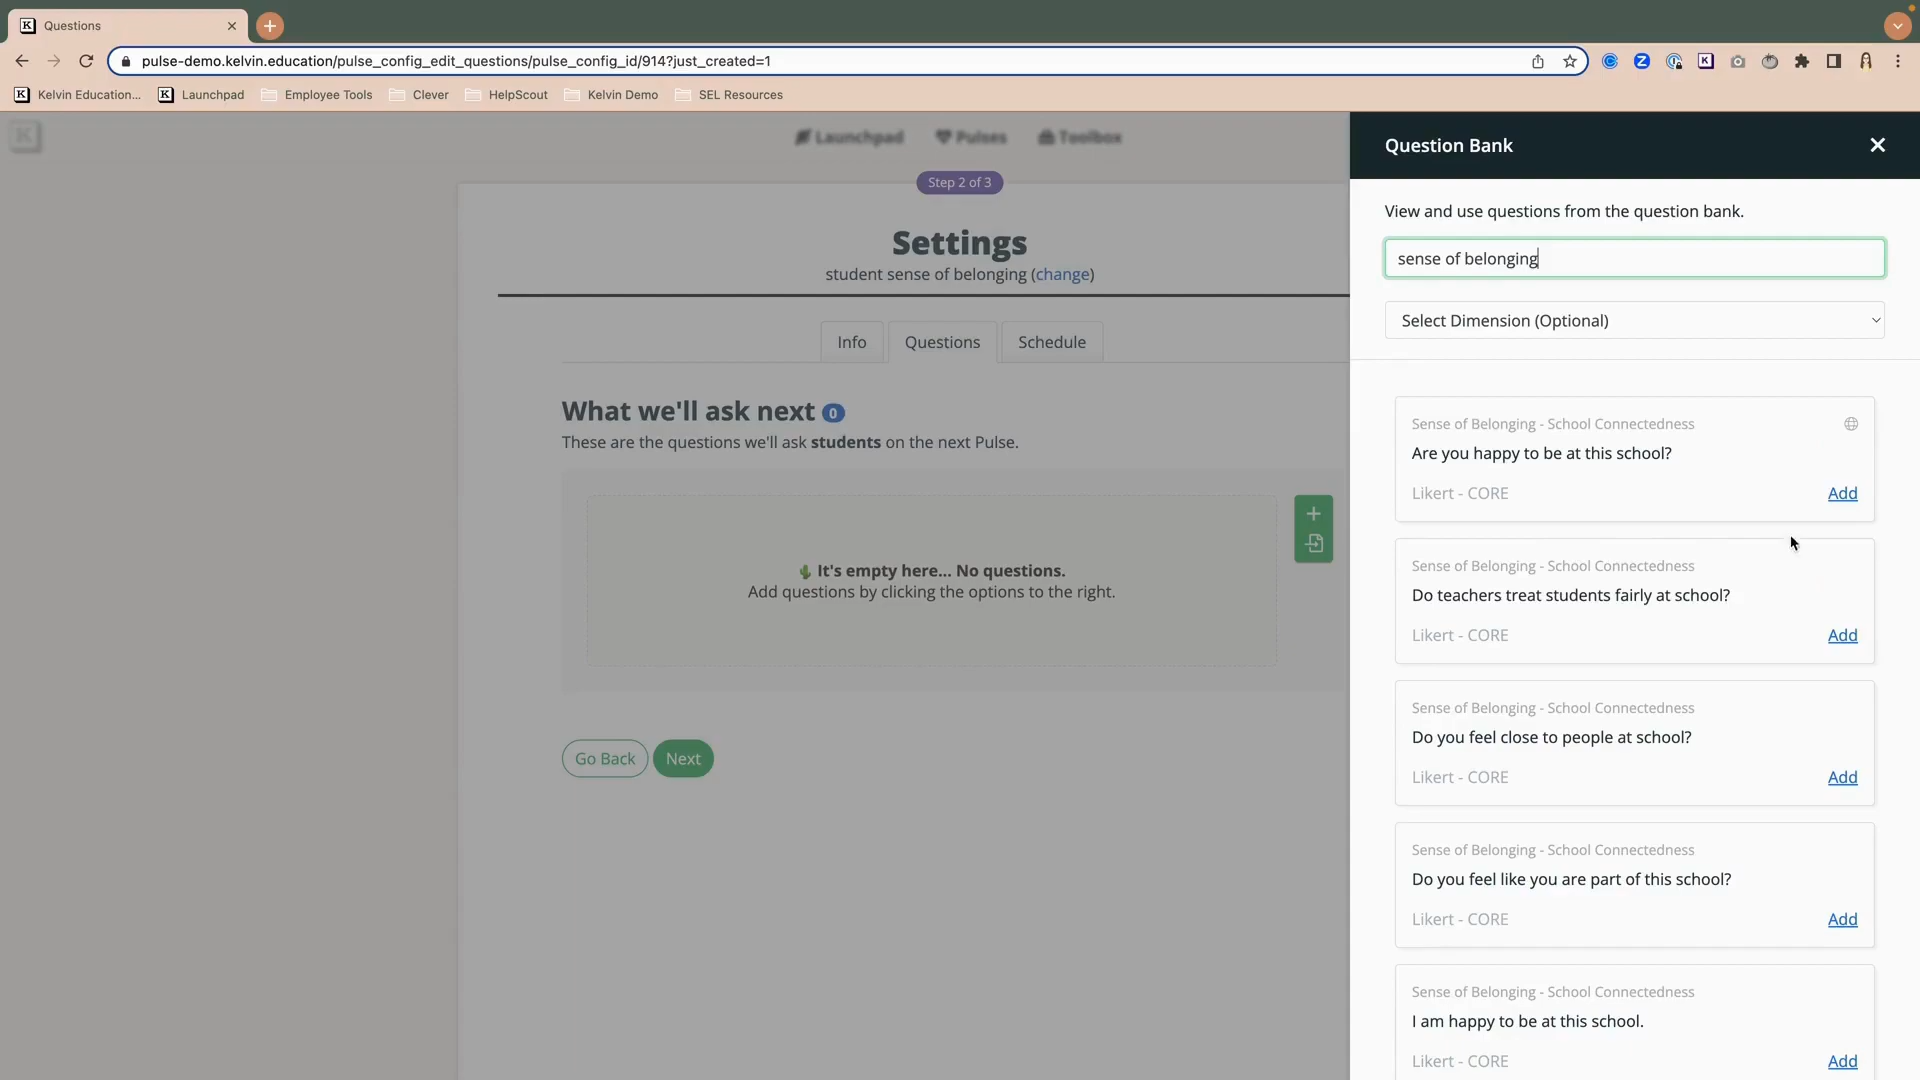 K Questions
pulse-demo.kelvin.education/pulse_config_edit_questions/pulse_config_id/914?just_created=1
K Kelvin Education...
K Launchpad
Employee Tools
Clever
HelpScout
Kelvin Demo
SEL Resources
K
Launchpad
Pulses
Toolbox
Step 2 of 3
Settings
student sense of belonging (change)
Info
Questions
Schedule
What we'll ask next 0
These are the questions we'll ask students on the next Pulse.
It's empty here... No questions.
Add questions by clicking the options to the right.
Go Back
Next
Question Bank
View and use questions from the question bank.
sense of belonging
Select Dimension (Optional)
Sense of Belonging - School Connectedness
Are you happy to be at this school?
Likert - CORE
Add
Sense of Belonging - School Connectedness
Do teachers treat students fairly at school?
Likert - CORE
Add
Sense of Belonging - School Connectedness
Do you feel close to people at school?
Likert - CORE
Add
Sense of Belonging - School Connectedness
Do you feel like you are part of this school?
Likert - CORE
Add
Sense of Belonging - School Connectedness
I am happy to be at this school.
Likert - CORE
Add